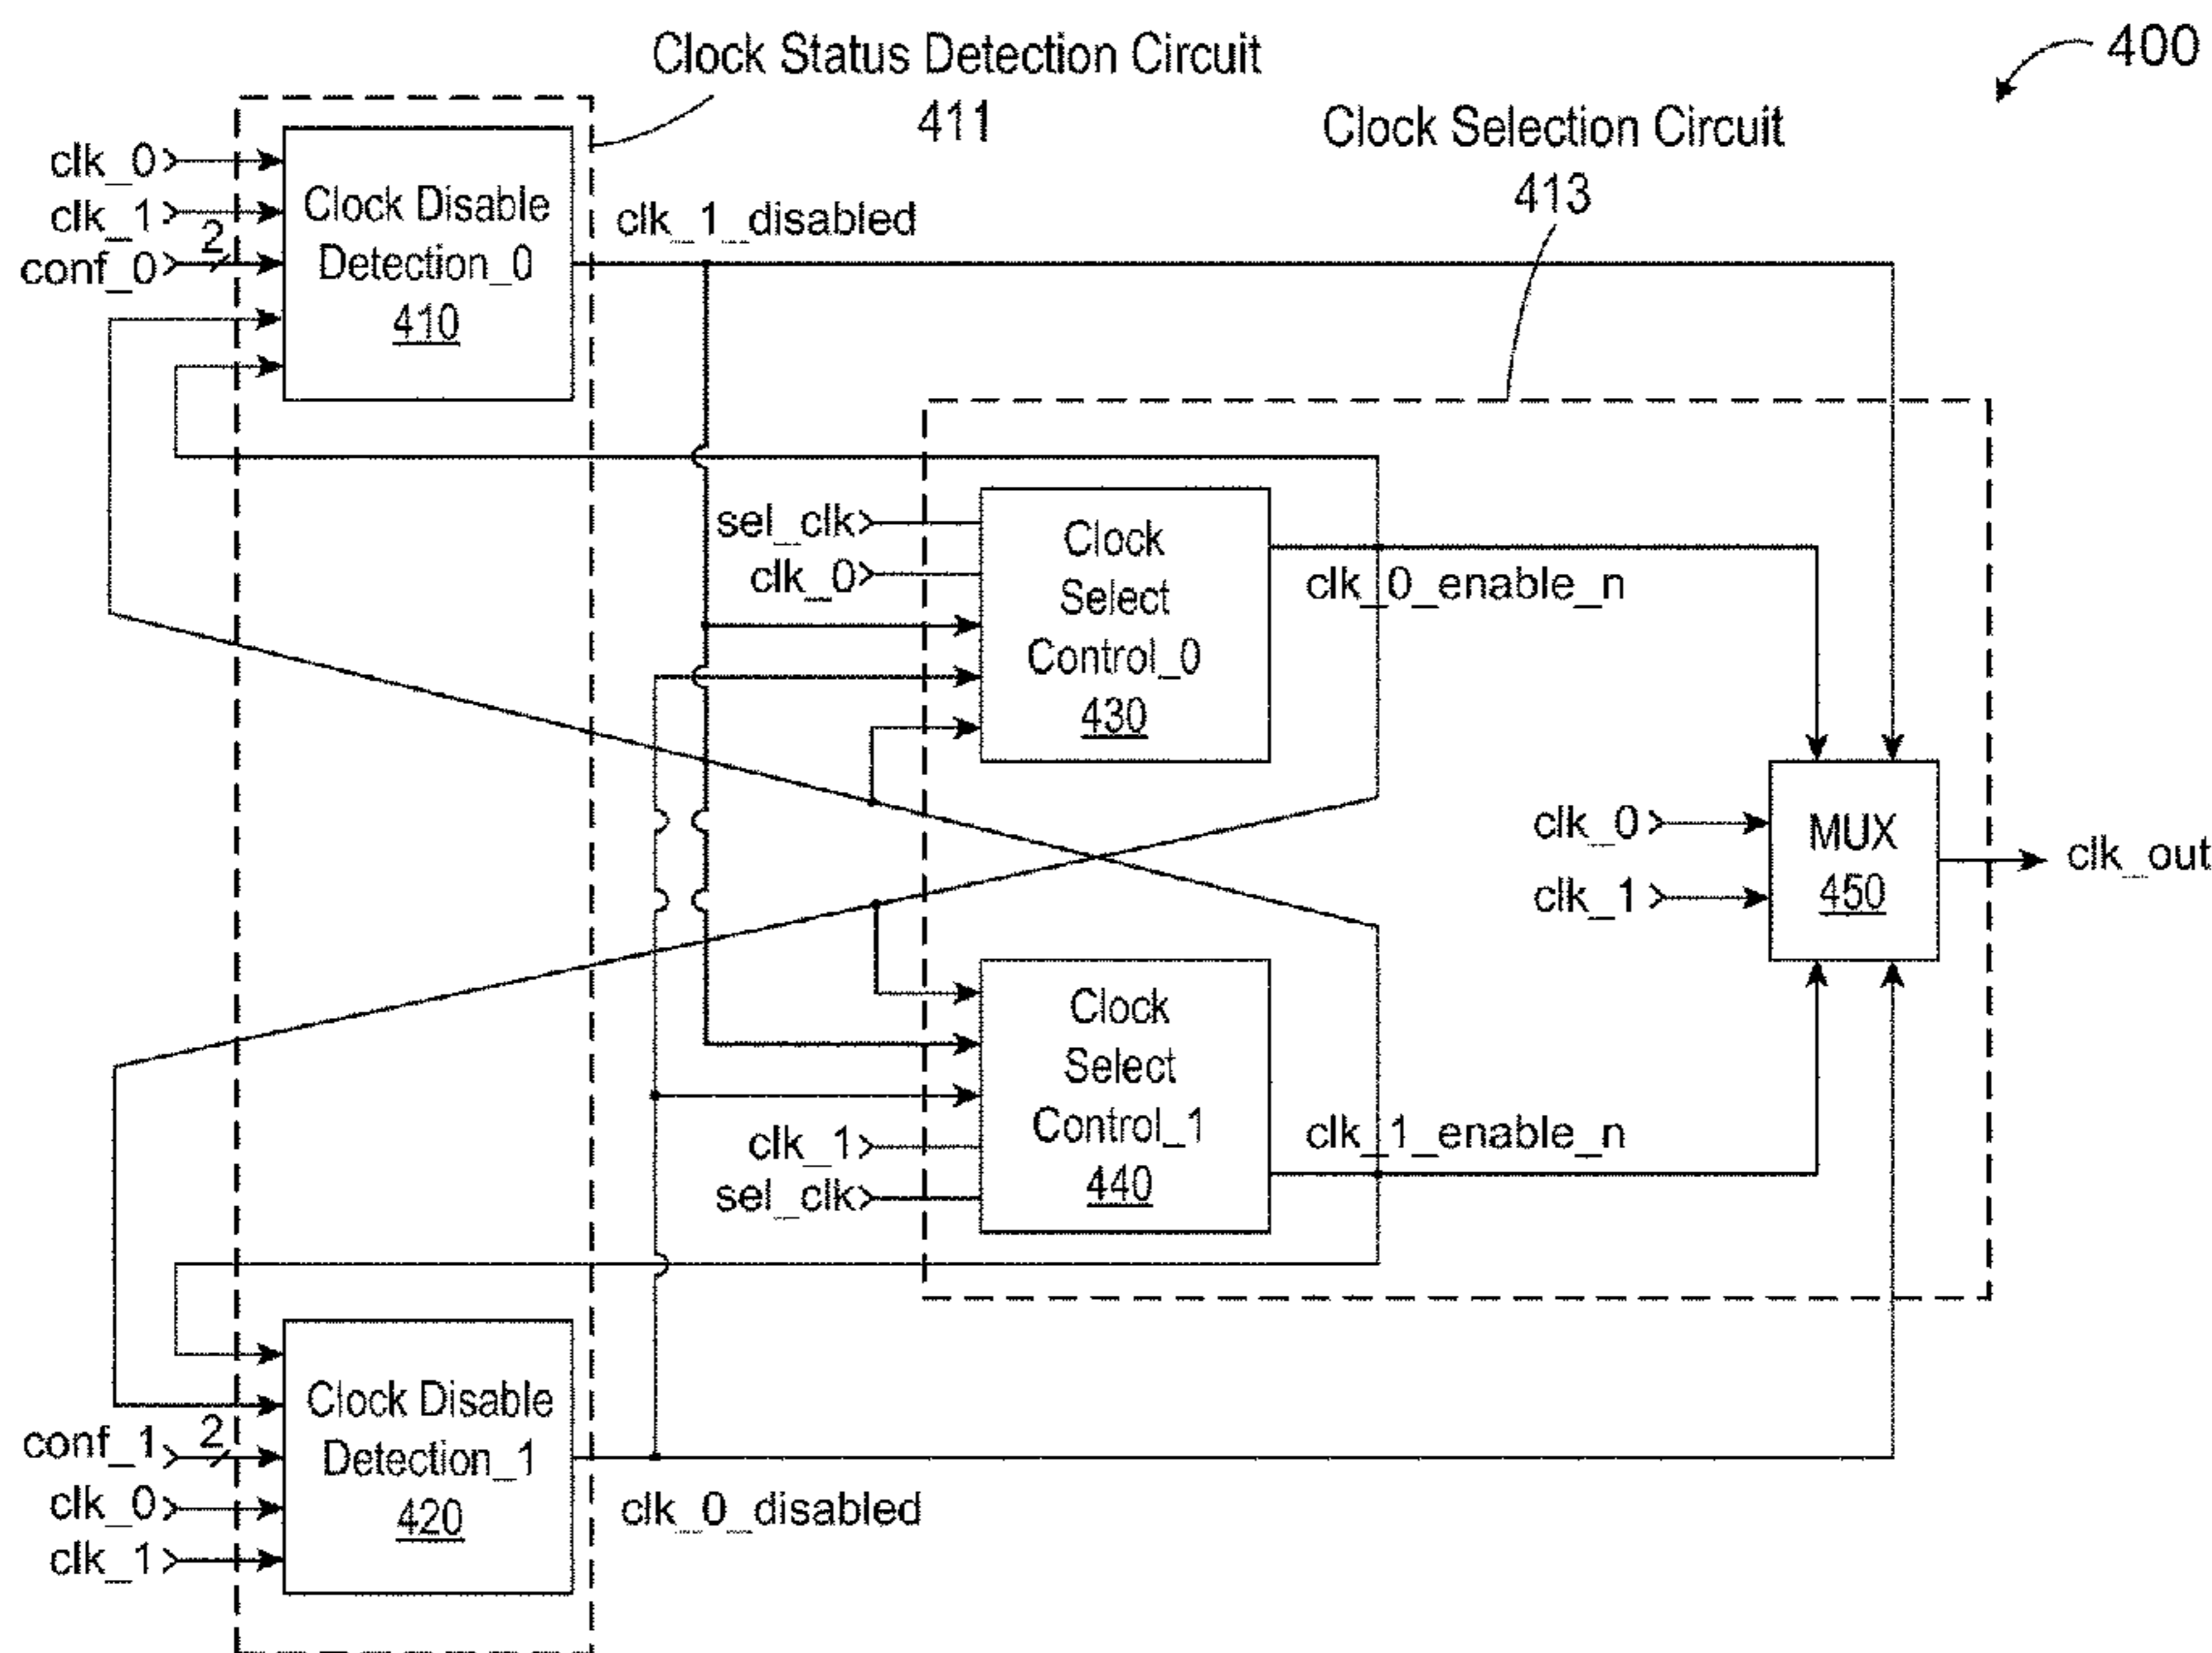 400
Clock Status Detection Circuit
411
Clock Selection Circuit
413
clk_0
clk_1
2
conf_0
Clock Disable
Detection_0
410
clk_1_disabled
sel_clk
clk_0
Clock
Select
Control_0
430
clk_0_enable_n
clk_0
clk_1
MUX
450
clk_out
Clock
Select
Control_1
440
clk_1
sel_clk
clk_1_enable_n
conf_1
2
clk_0
clk_1
Clock Disable
Detection_1
420
clk_0_disabled